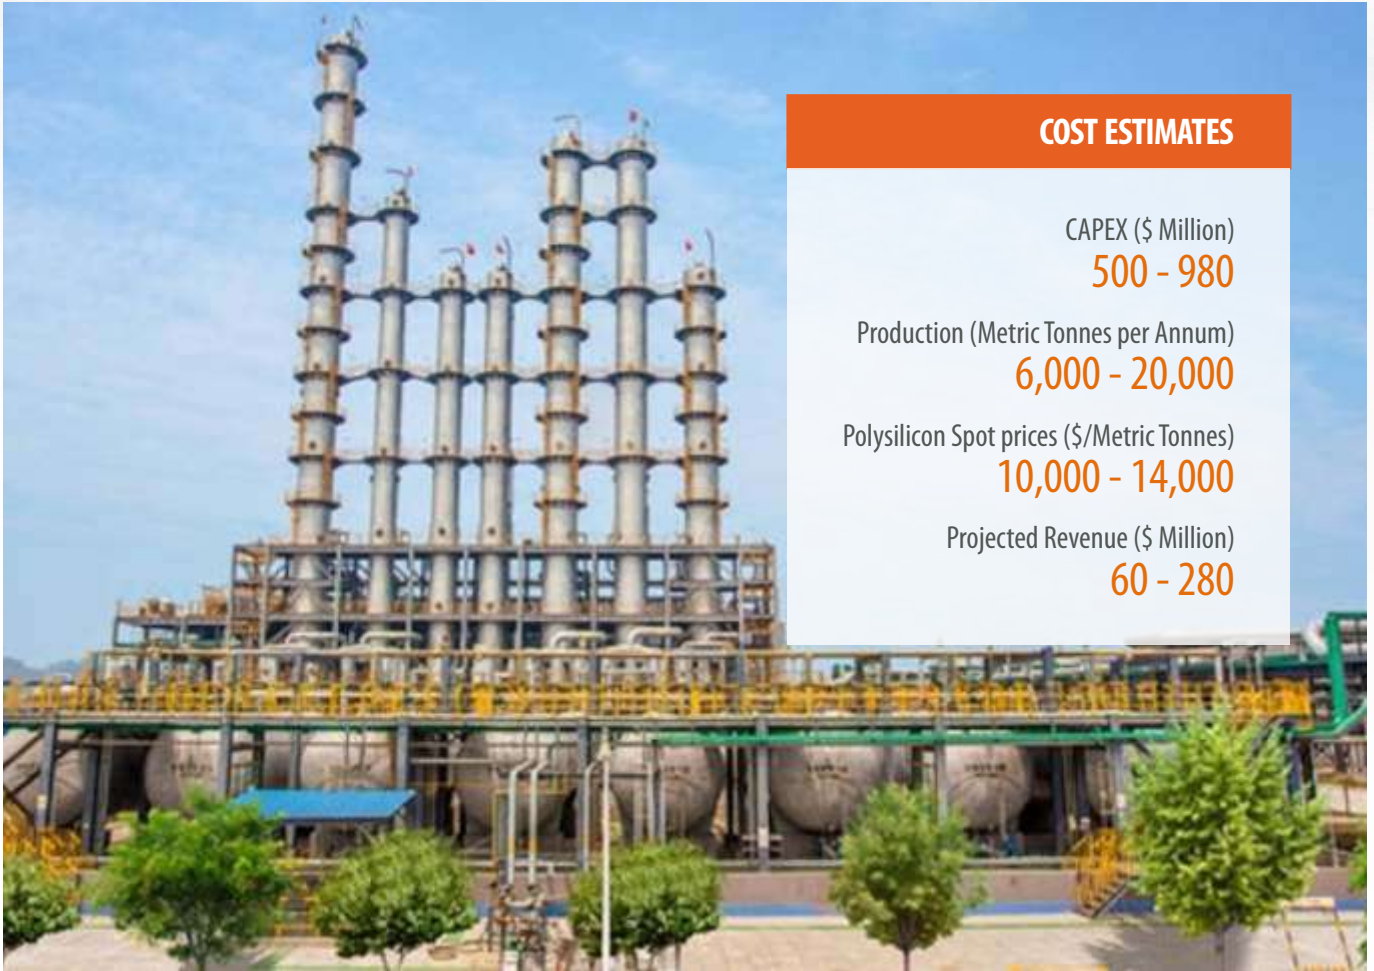 COST ESTIMATES
CAPEX ($ Million)
500 - 980
Production (Metric Tonnes per Annum)
6,000 - 20,000
Polysilicon Spot prices ($/Metric Tonnes)
10,000 - 14,000
Projected Revenue ($ Million)
60 - 280